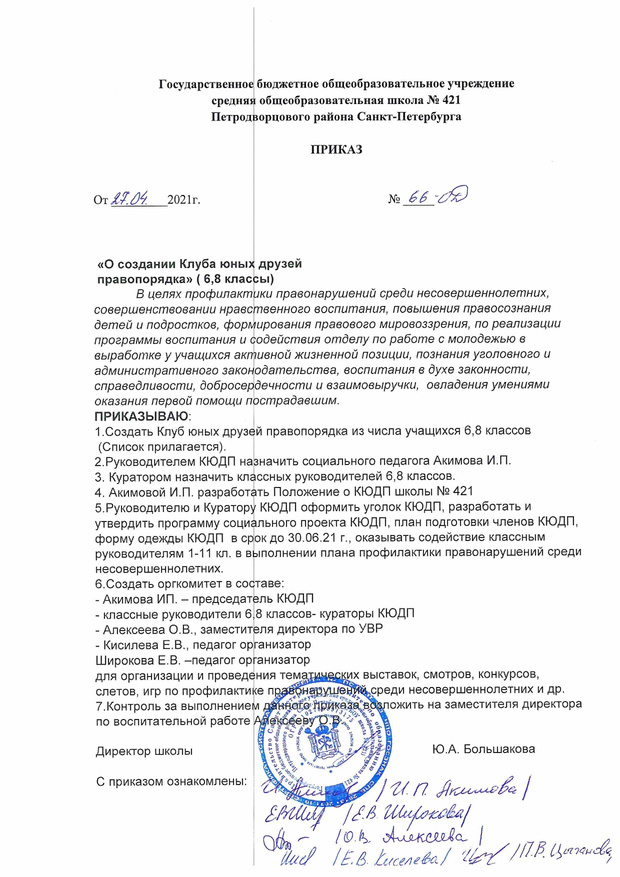 Государственное бюджетное общеобразовательное учреждение
средняя общеобразовательная школа № 421
Петродворцового района Санкт-Петербурга
ПРИКАЗ
От 27.04. 2021г. № 66-ОД
«О создании Клуба юных друзей
правопорядка» ( 6,8 классы)
В целях профилактики правонарушений среди несовершеннолетних,
совершенствовании нравственного воспитания, повышения правосознания
детей и подростков, формирования правового мировоззрения, по реализации
программы воспитания и содействия отделу по работе с молодежью в
выработке у учащихся активной жизненной позиции, познания уголовного и
административного законодательства, воспитания в духе законности,
справедливости, добросердечности и взаимовыручки, овладения умениями
оказания первой помощи пострадавшим.
ПРИКАЗЫВАЮ:
1.Создать Клуб юных друзей правопорядка из числа учащихся 6,8 классов
(Список прилагается).
2.Руководителем КЮДП назначить социального педагога Акимова И.П.
3. Куратором назначить классных руководителей 6,8 классов.
4. Акимовой И.П. разработать Положение о КЮДП школы № 421
5.Руководителю и Куратору КЮДП оформить уголок КЮДП, разработать и
утвердить программу социального проекта КЮДП, план подготовки членов КЮДП,
форму одежды КЮДП в срок до 30.06.21 г., оказывать содействие классным
руководителям 1-11 кл. в выполнении плана профилактики правонарушений среди
несовершеннолетних.
6.Создать оргкомитет в составе:
- Акимова ИП. – председатель КЮДП
- классные руководители 6,8 классов- кураторы КЮДП
- Алексеева О.В., заместителя директора по УВР
- Кисилева Е.В., педагог организатор
Широкова Е.В. –педагог организатор
для организации и проведения тематических выставок, смотров, конкурсов,
слетов, игр по профилактике правонарушений среди несовершеннолетних и др.
7.Контроль за выполнением данного приказа возложить на заместителя директора
по воспитательной работе Алексееву О.В.
Директор школы Ю.А. Большакова
С приказом ознакомлены:
/ И.П. Акимова /
/Е.В Широкова/
/О.В. Алексеева /
/Е.В. Киселева/ /П.В. Цыганова